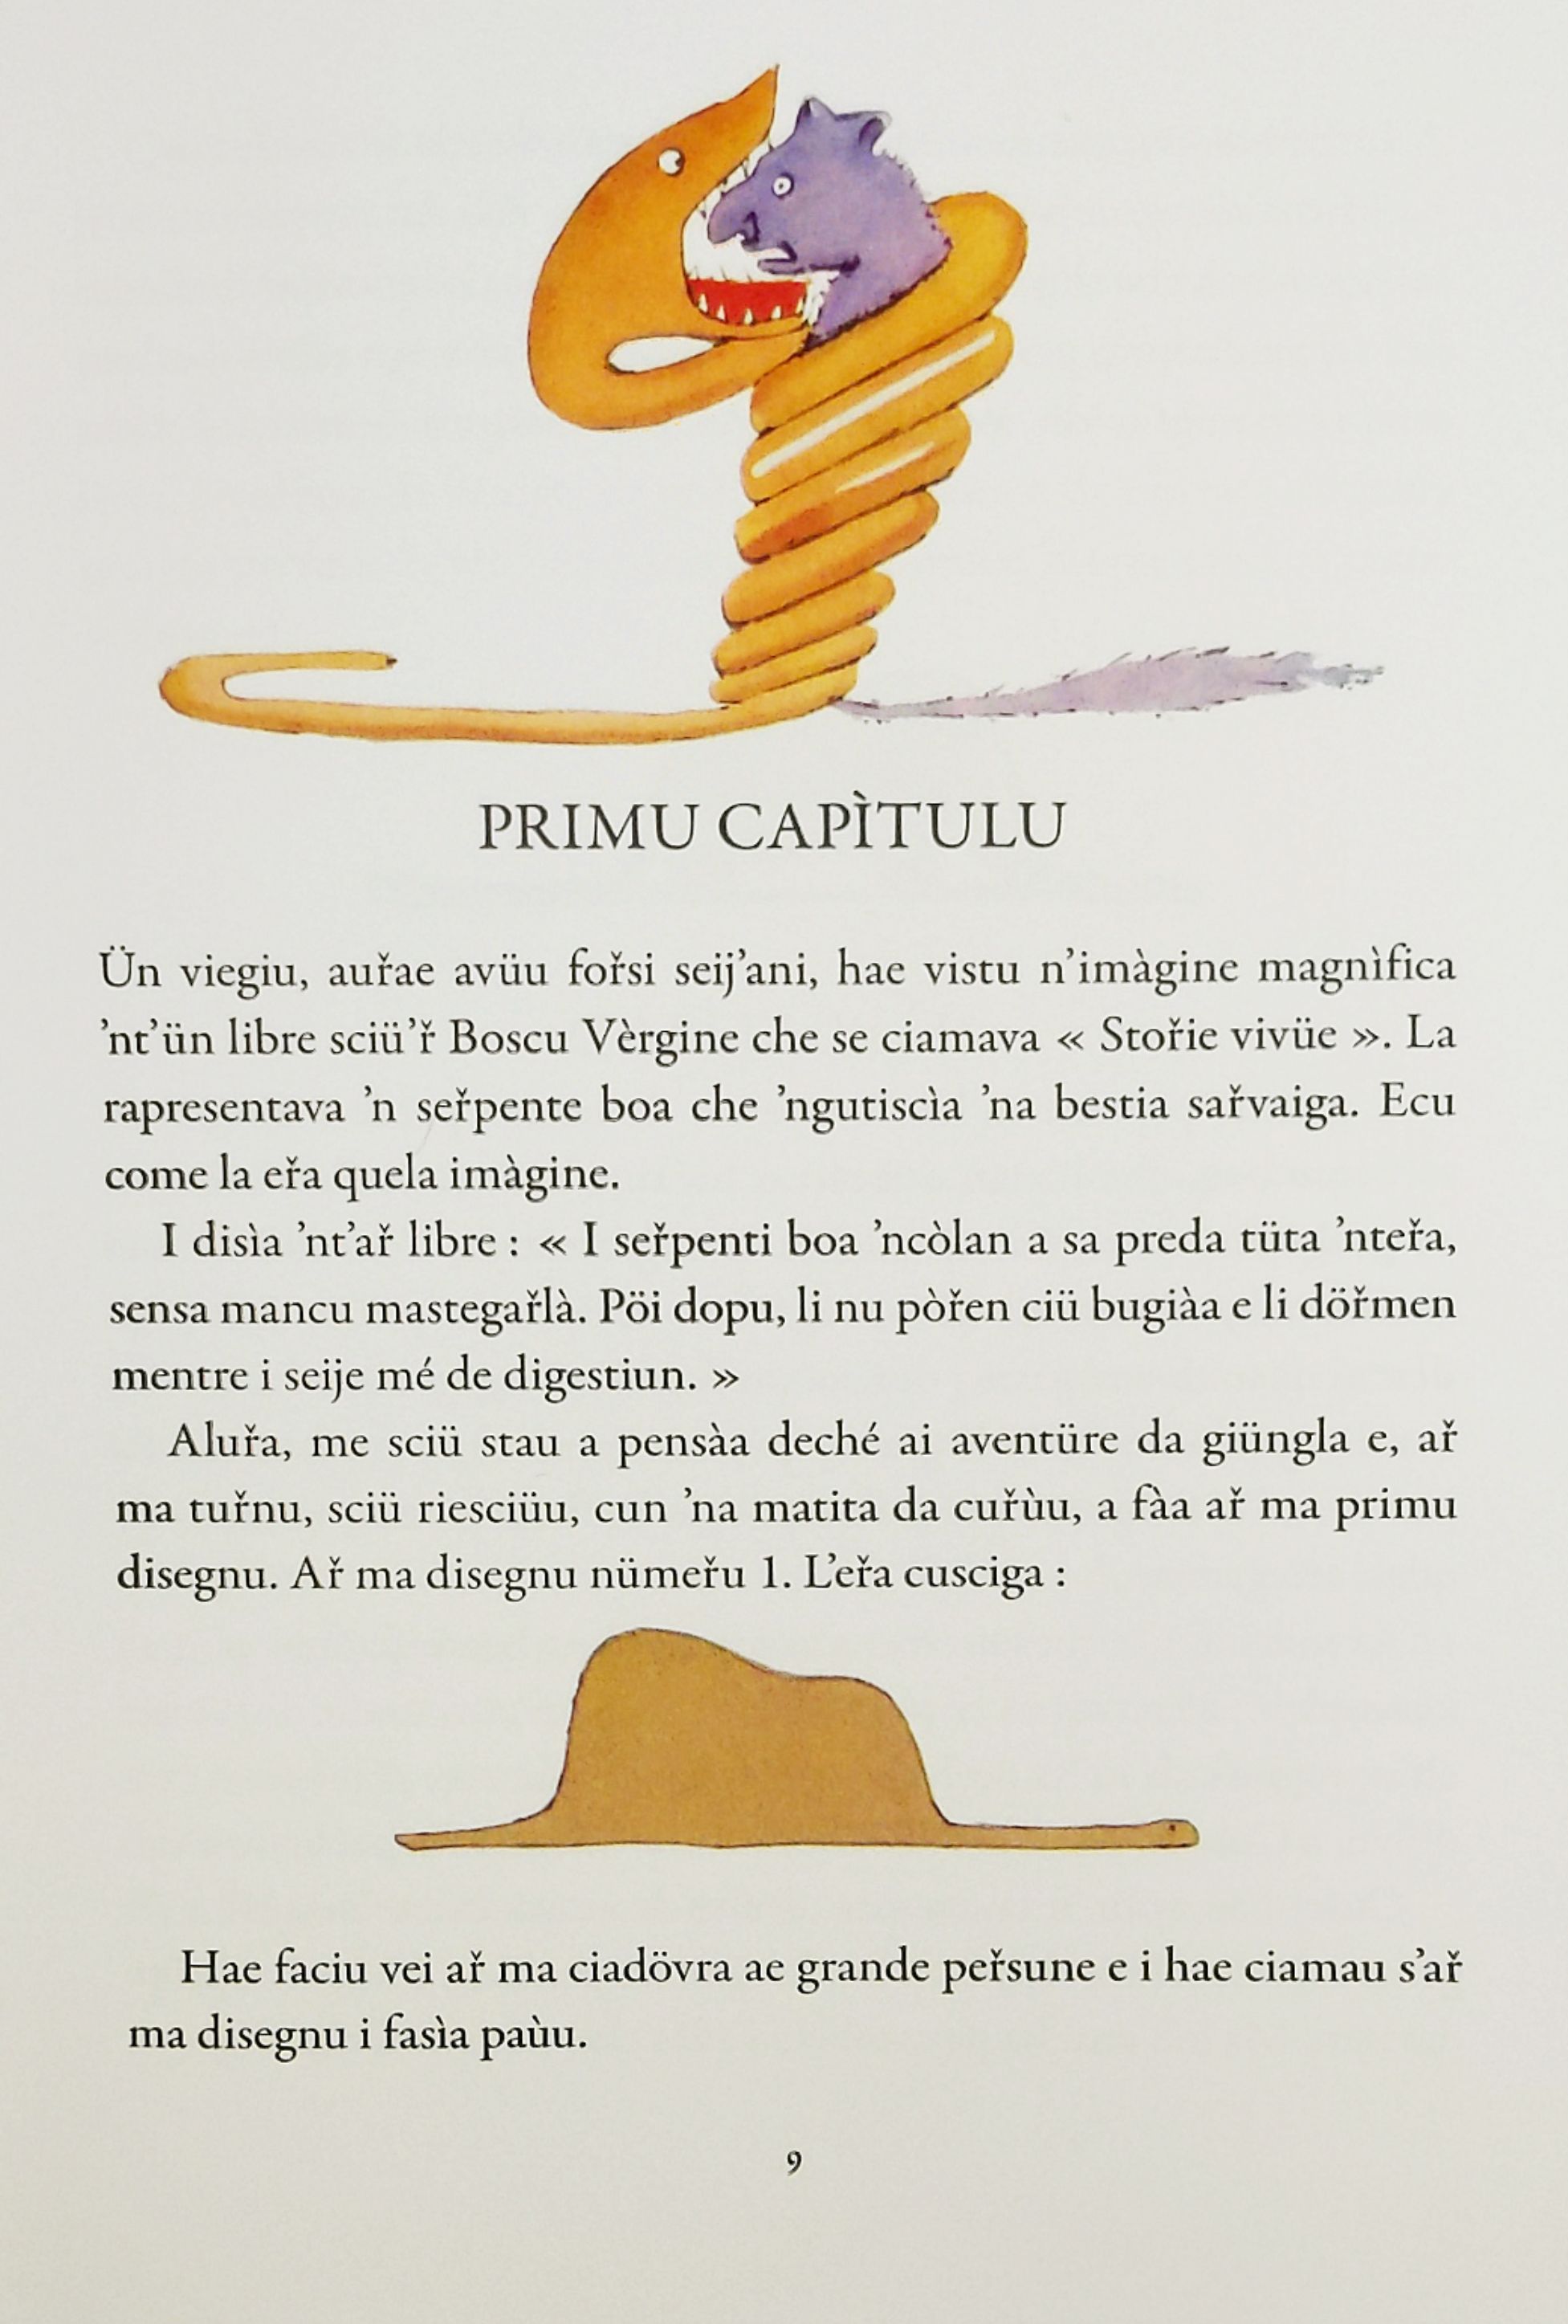 PRIMU CAPÌTULU
Ün viegiu, auřae avüu fořsi seij’ani, hae vistu n’imàgine magnìfica
’nt’ün libre sciü’ř Boscu Vèrgine che se ciamava « Stořie vivüe ». La
rapresentava ’n seřpente boa che ’ngutiscìa ’na bestia sařvaiga. Ecu
come la eřa quela imàgine.
I disìa ’nt’ař libre : « I seřpenti boa ’ncòlan a sa preda tüta ’nteřa,
sensa mancu mastegařlà. Pöi dopu, li nu pòřen ciü bugiàa e li döřmen
mentre i seije mé de digestiun. »
Aluřa, me sciü stau a pensàa deché ai aventüre da giüngla e, ař
ma tuřnu, sciü riesciüu, cun ’na matita da cuřùu, a fàa ař ma primu
disegnu. Ař ma disegnu nümeřu 1. L’eřa cusciga :
Hae faciu vei ař ma ciadövra ae grande peřsune e i hae ciamau s’ař
ma disegnu i fasìa paùu.
9